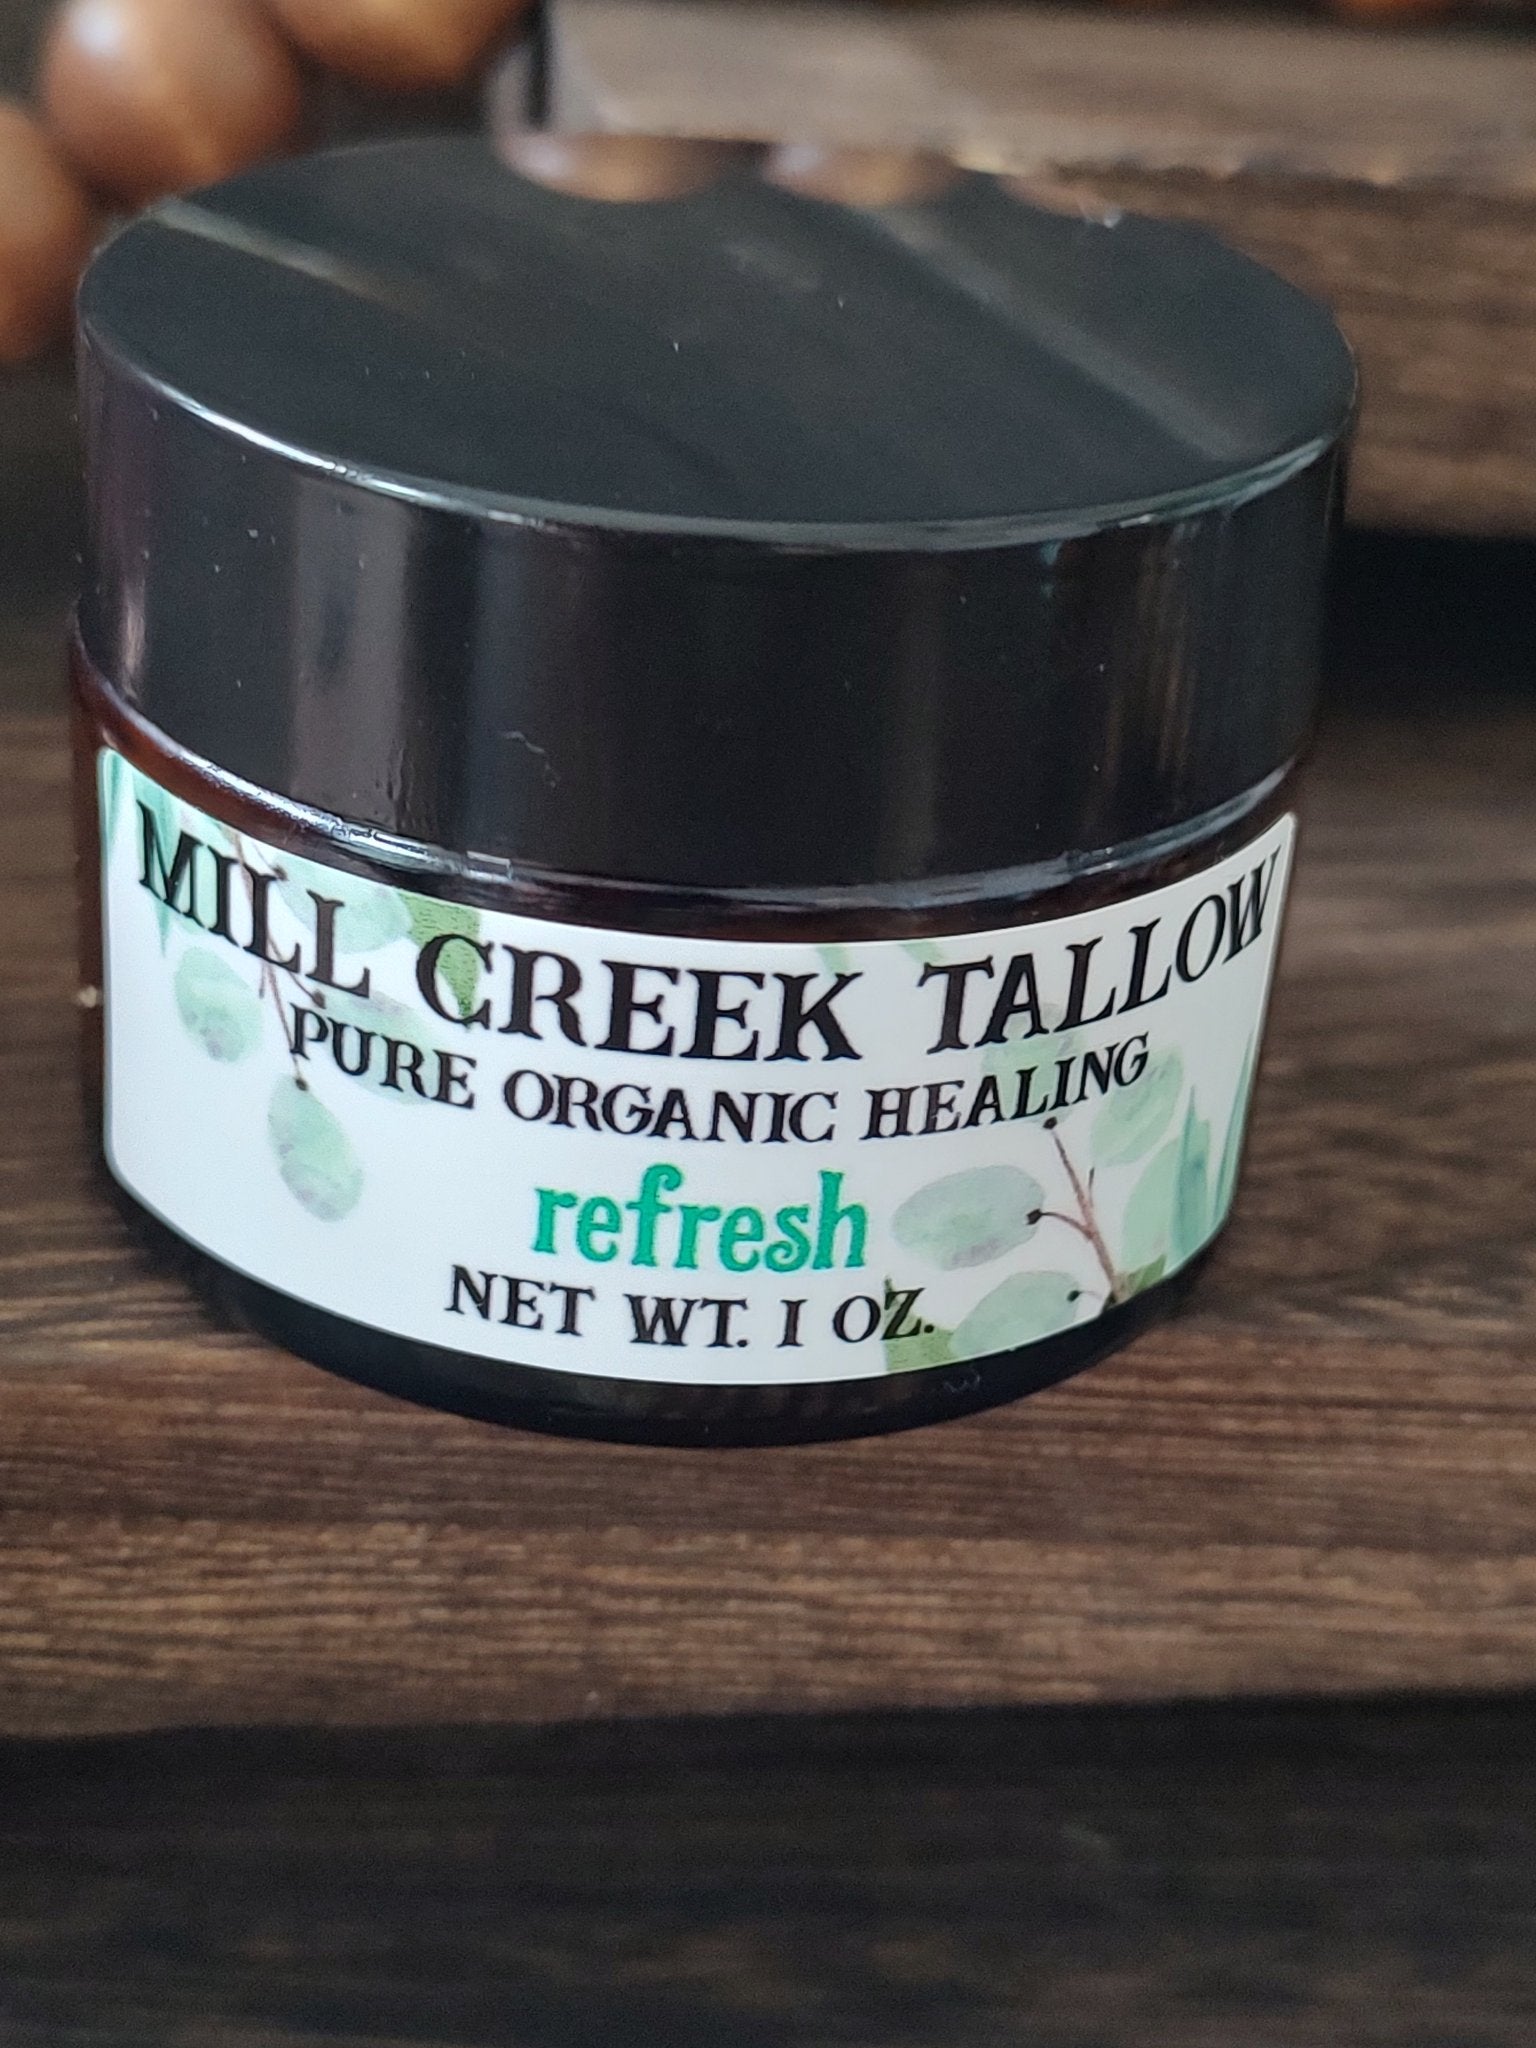 MILL CREEK TALLOW
PURE ORGANIC HEALING
refresh
NET WT. 1 OZ.